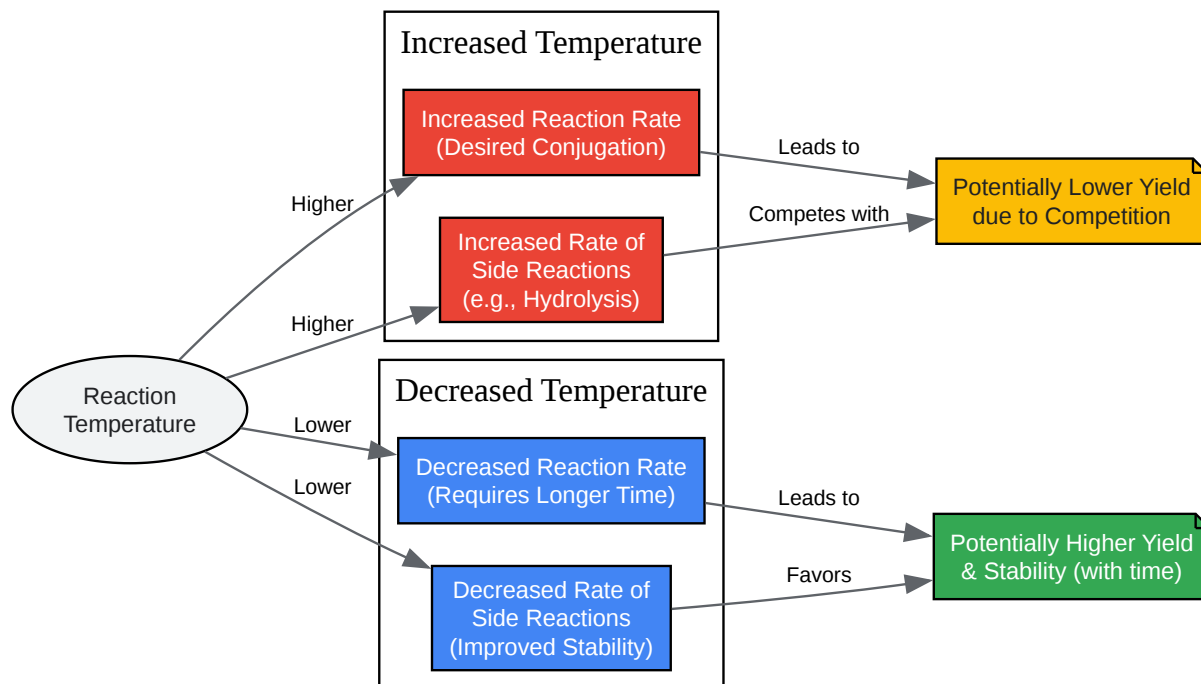 Increased Temperature
Increased Reaction Rate
(Desired Conjugation)
Leads to
Potentially Lower Yield
due to Competition
Higher
Competes with
Increased Rate of
Side Reactions
(e.g., Hydrolysis)
Higher
Reaction
Temperature
Decreased Temperature
Lower
Decreased Reaction Rate
(Requires Longer Time)
Leads to
Lower
Potentially Higher Yield
& Stability (with time)
Favors
Decreased Rate of
Side Reactions
(Improved Stability)